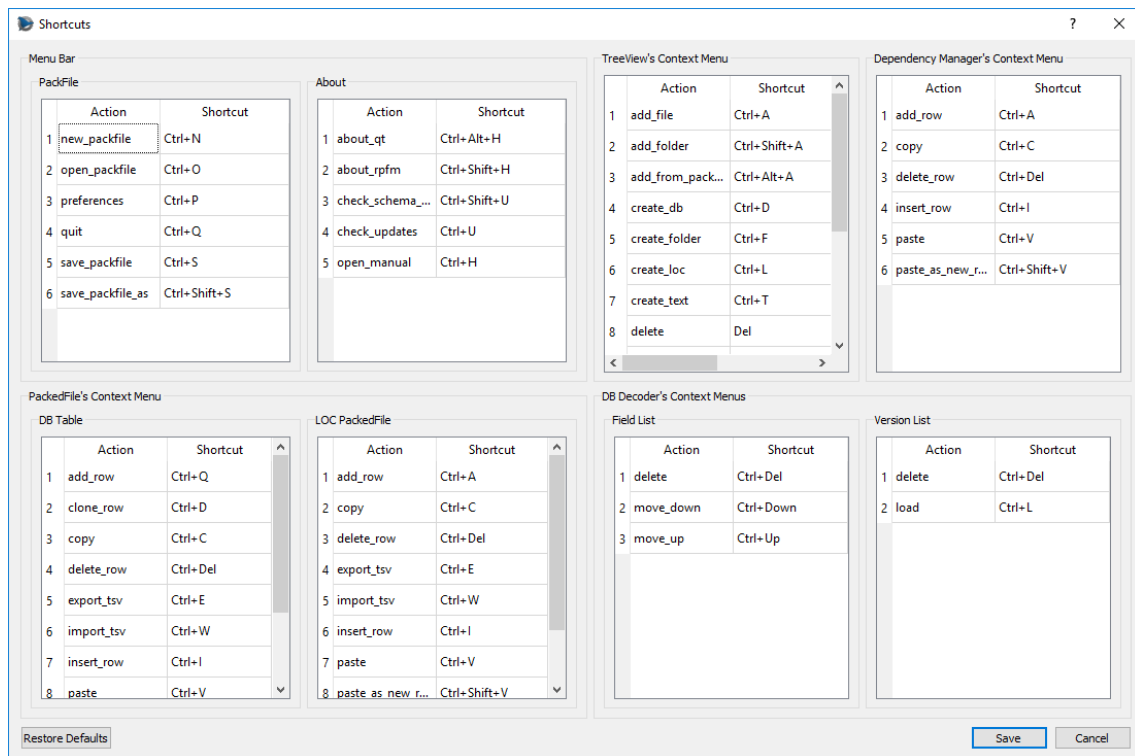 Shortcuts
Menu Bar
PackFile
Action Shortcut
1 new_packfile Ctrl+N
2 open_packfile Ctrl+O
3 preferences Ctrl+P
4 quit Ctrl+Q
5 save_packfile Ctrl+S
6 save_packfile_as Ctrl+Shift+S
About
Action Shortcut
1 about_qt Ctrl+Alt+H
2 about_rpfm Ctrl+Shift+H
3 check_schema_... Ctrl+Shift+U
4 check_updates Ctrl+U
5 open_manual Ctrl+H
TreeView's Context Menu
Action Shortcut
1 add_file Ctrl+A
2 add_folder Ctrl+Shift+A
3 add_from_pack... Ctrl+Alt+A
4 create_db Ctrl+D
5 create_folder Ctrl+F
6 create_loc Ctrl+L
7 create_text Ctrl+T
8 delete Del
Dependency Manager's Context Menu
Action Shortcut
1 add_row Ctrl+A
2 copy Ctrl+C
3 delete_row Ctrl+Del
4 insert_row Ctrl+I
5 paste Ctrl+V
6 paste_as_new_r... Ctrl+Shift+V
PackedFile's Context Menu
DB Table
Action Shortcut
1 add_row Ctrl+Q
2 clone_row Ctrl+D
3 copy Ctrl+C
4 delete_row Ctrl+Del
5 export_tsv Ctrl+E
6 import_tsv Ctrl+W
7 insert_row Ctrl+I
8 paste Ctrl+V
LOC PackedFile
Action Shortcut
1 add_row Ctrl+A
2 copy Ctrl+C
3 delete_row Ctrl+Del
4 export_tsv Ctrl+E
5 import_tsv Ctrl+W
6 insert_row Ctrl+I
7 paste Ctrl+V
8 paste_as_new_r... Ctrl+Shift+V
DB Decoder's Context Menus
Field List
Action Shortcut
1 delete Ctrl+Del
2 move_down Ctrl+Down
3 move_up Ctrl+Up
Version List
Action Shortcut
1 delete Ctrl+Del
2 load Ctrl+L
Restore Defaults
Save
Cancel